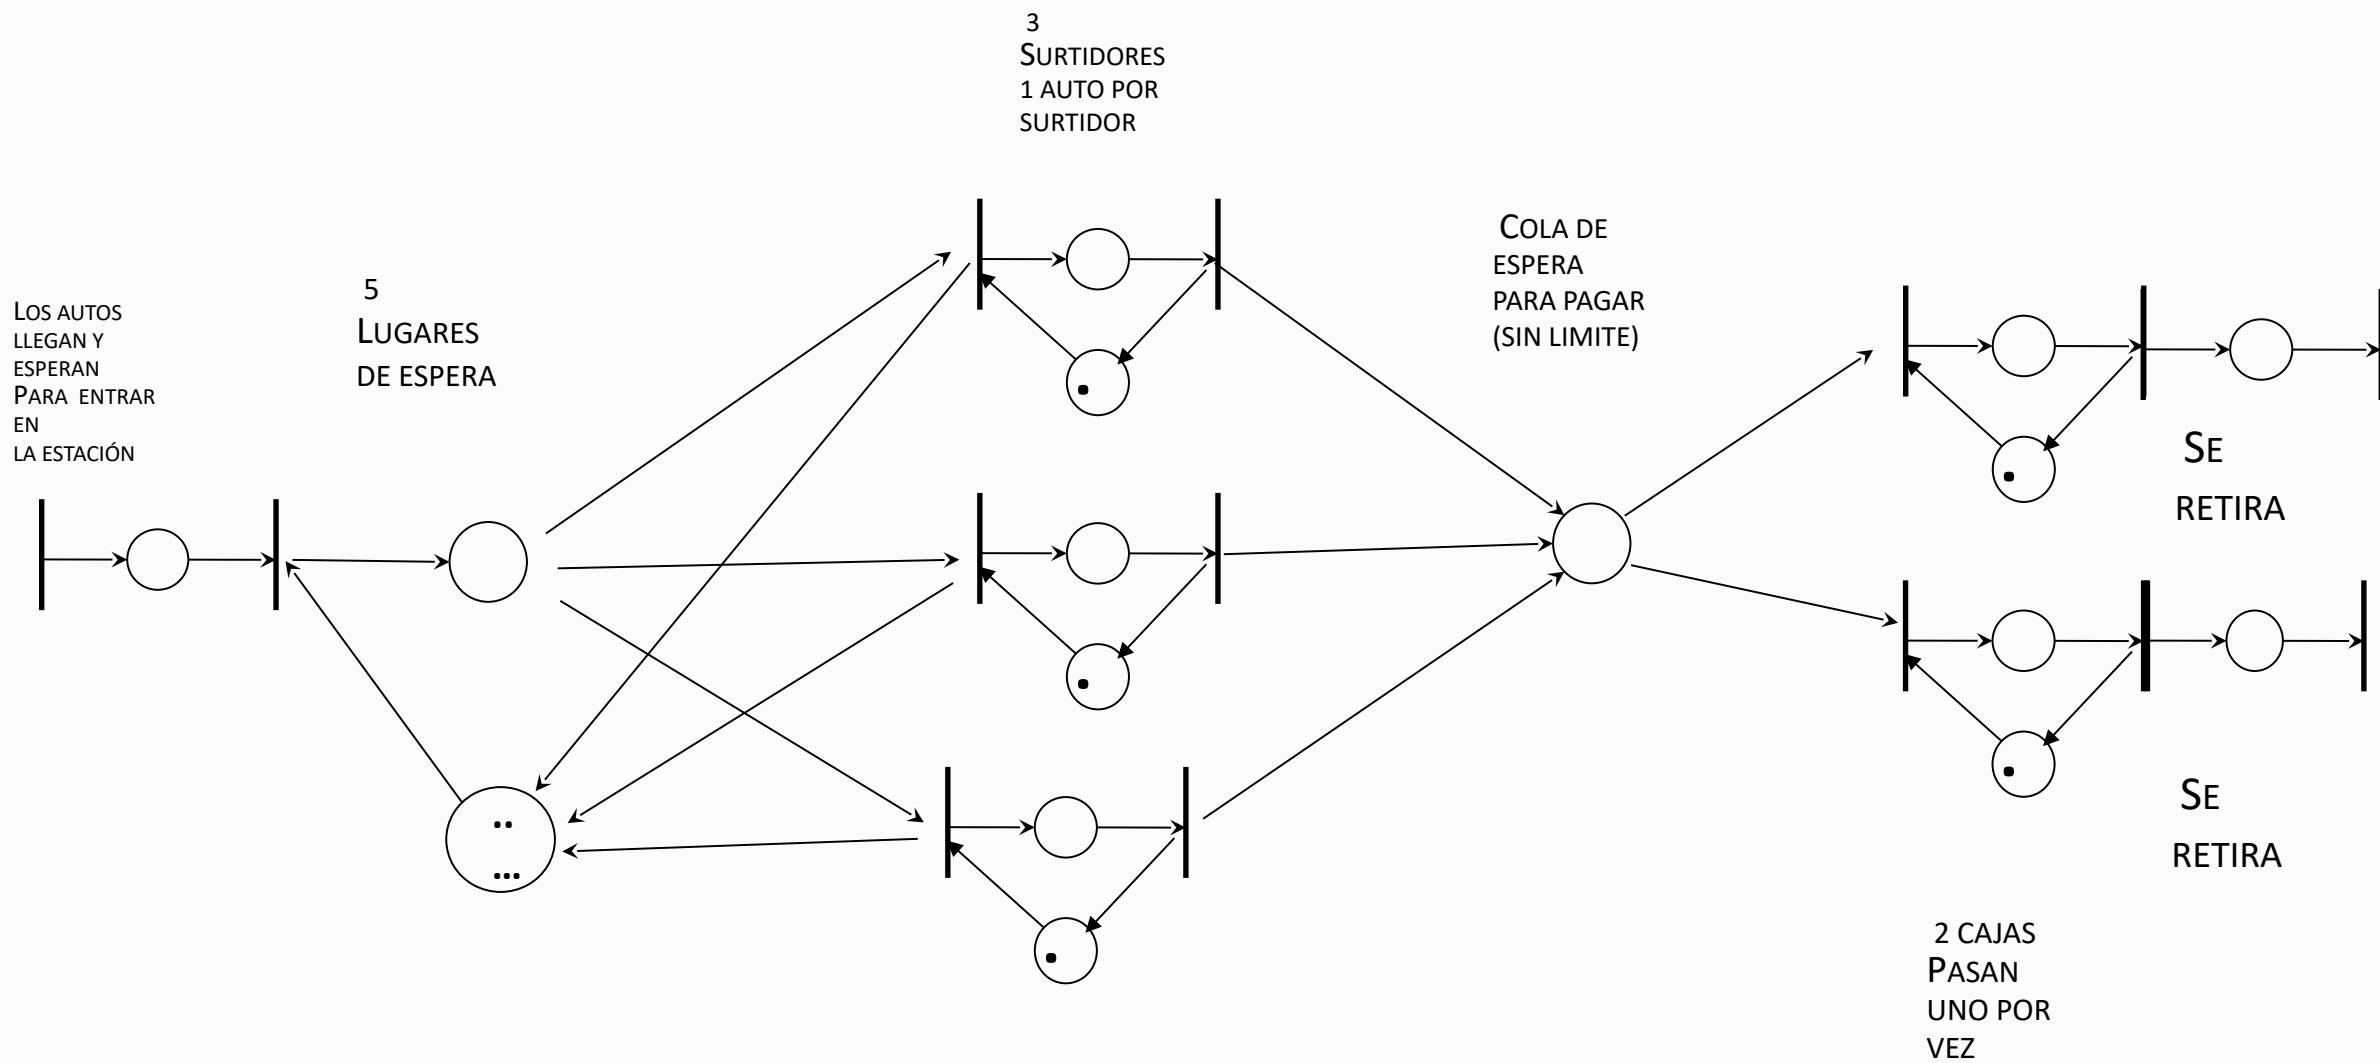 3
SURTIDORES
1 AUTO POR
SURTIDOR
LOS AUTOS
LLEGAN Y
ESPERAN
PARA ENTRAR
EN
LA ESTACIÓN
5
LUGARES
DE ESPERA
COLA DE
ESPERA
PARA PAGAR
(SIN LIMITE)
SE
RETIRA
SE
RETIRA
2 CAJAS
PASAN
UNO POR
VEZ